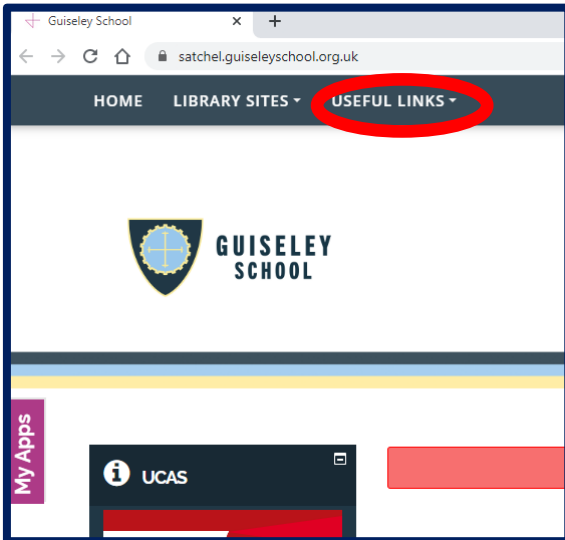 Guiseley School
satchel.guiseleyschool.org.uk
HOME LIBRARY SITES USEFUL LINKS
GUISELEY
SCHOOL
My Apps
UCAS